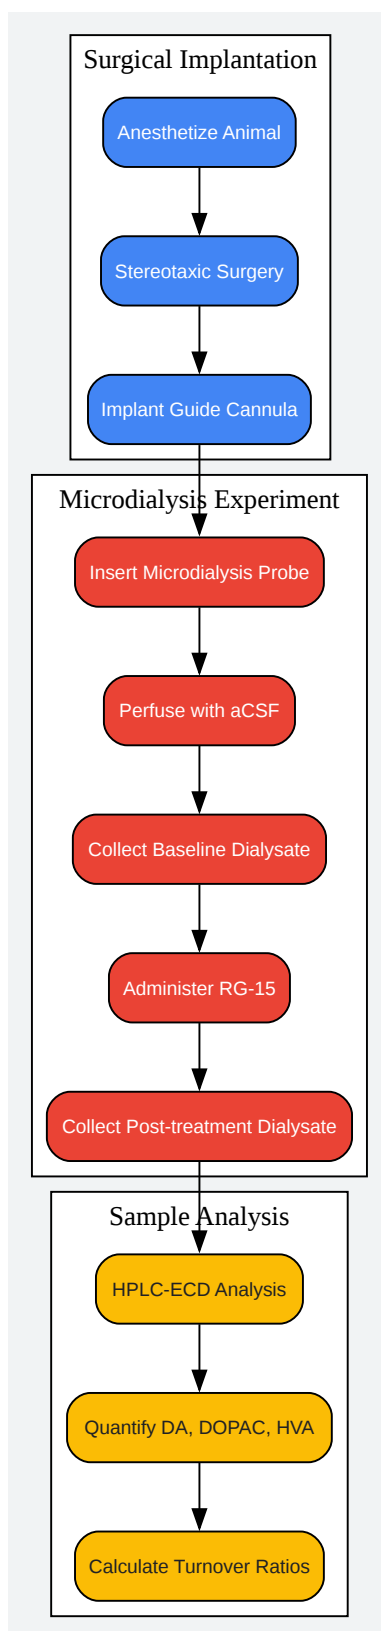 Surgical Implantation
Anesthetize Animal
Stereotaxic Surgery
Implant Guide Cannula
Microdialysis Experiment
Insert Microdialysis Probe
Perfuse with aCSF
Collect Baseline Dialysate
Administer RG-15
Collect Post-treatment Dialysate
Sample Analysis
HPLC-ECD Analysis
Quantify DA, DOPAC, HVA
Calculate Turnover Ratios